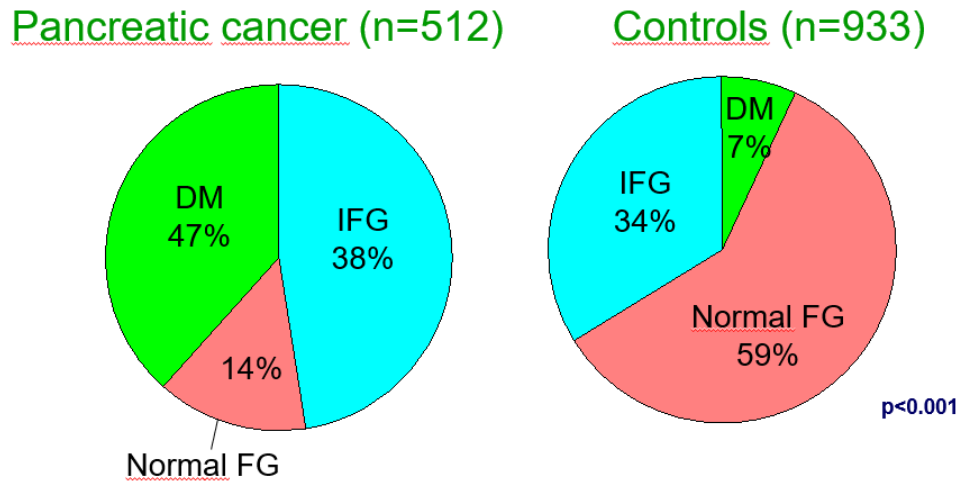 Pancreatic cancer (n=512)
DM
47%
IFG
38%
14%
Normal FG
Controls (n=933)
DM
7%
IFG
34%
Normal FG
59%
p<0.001